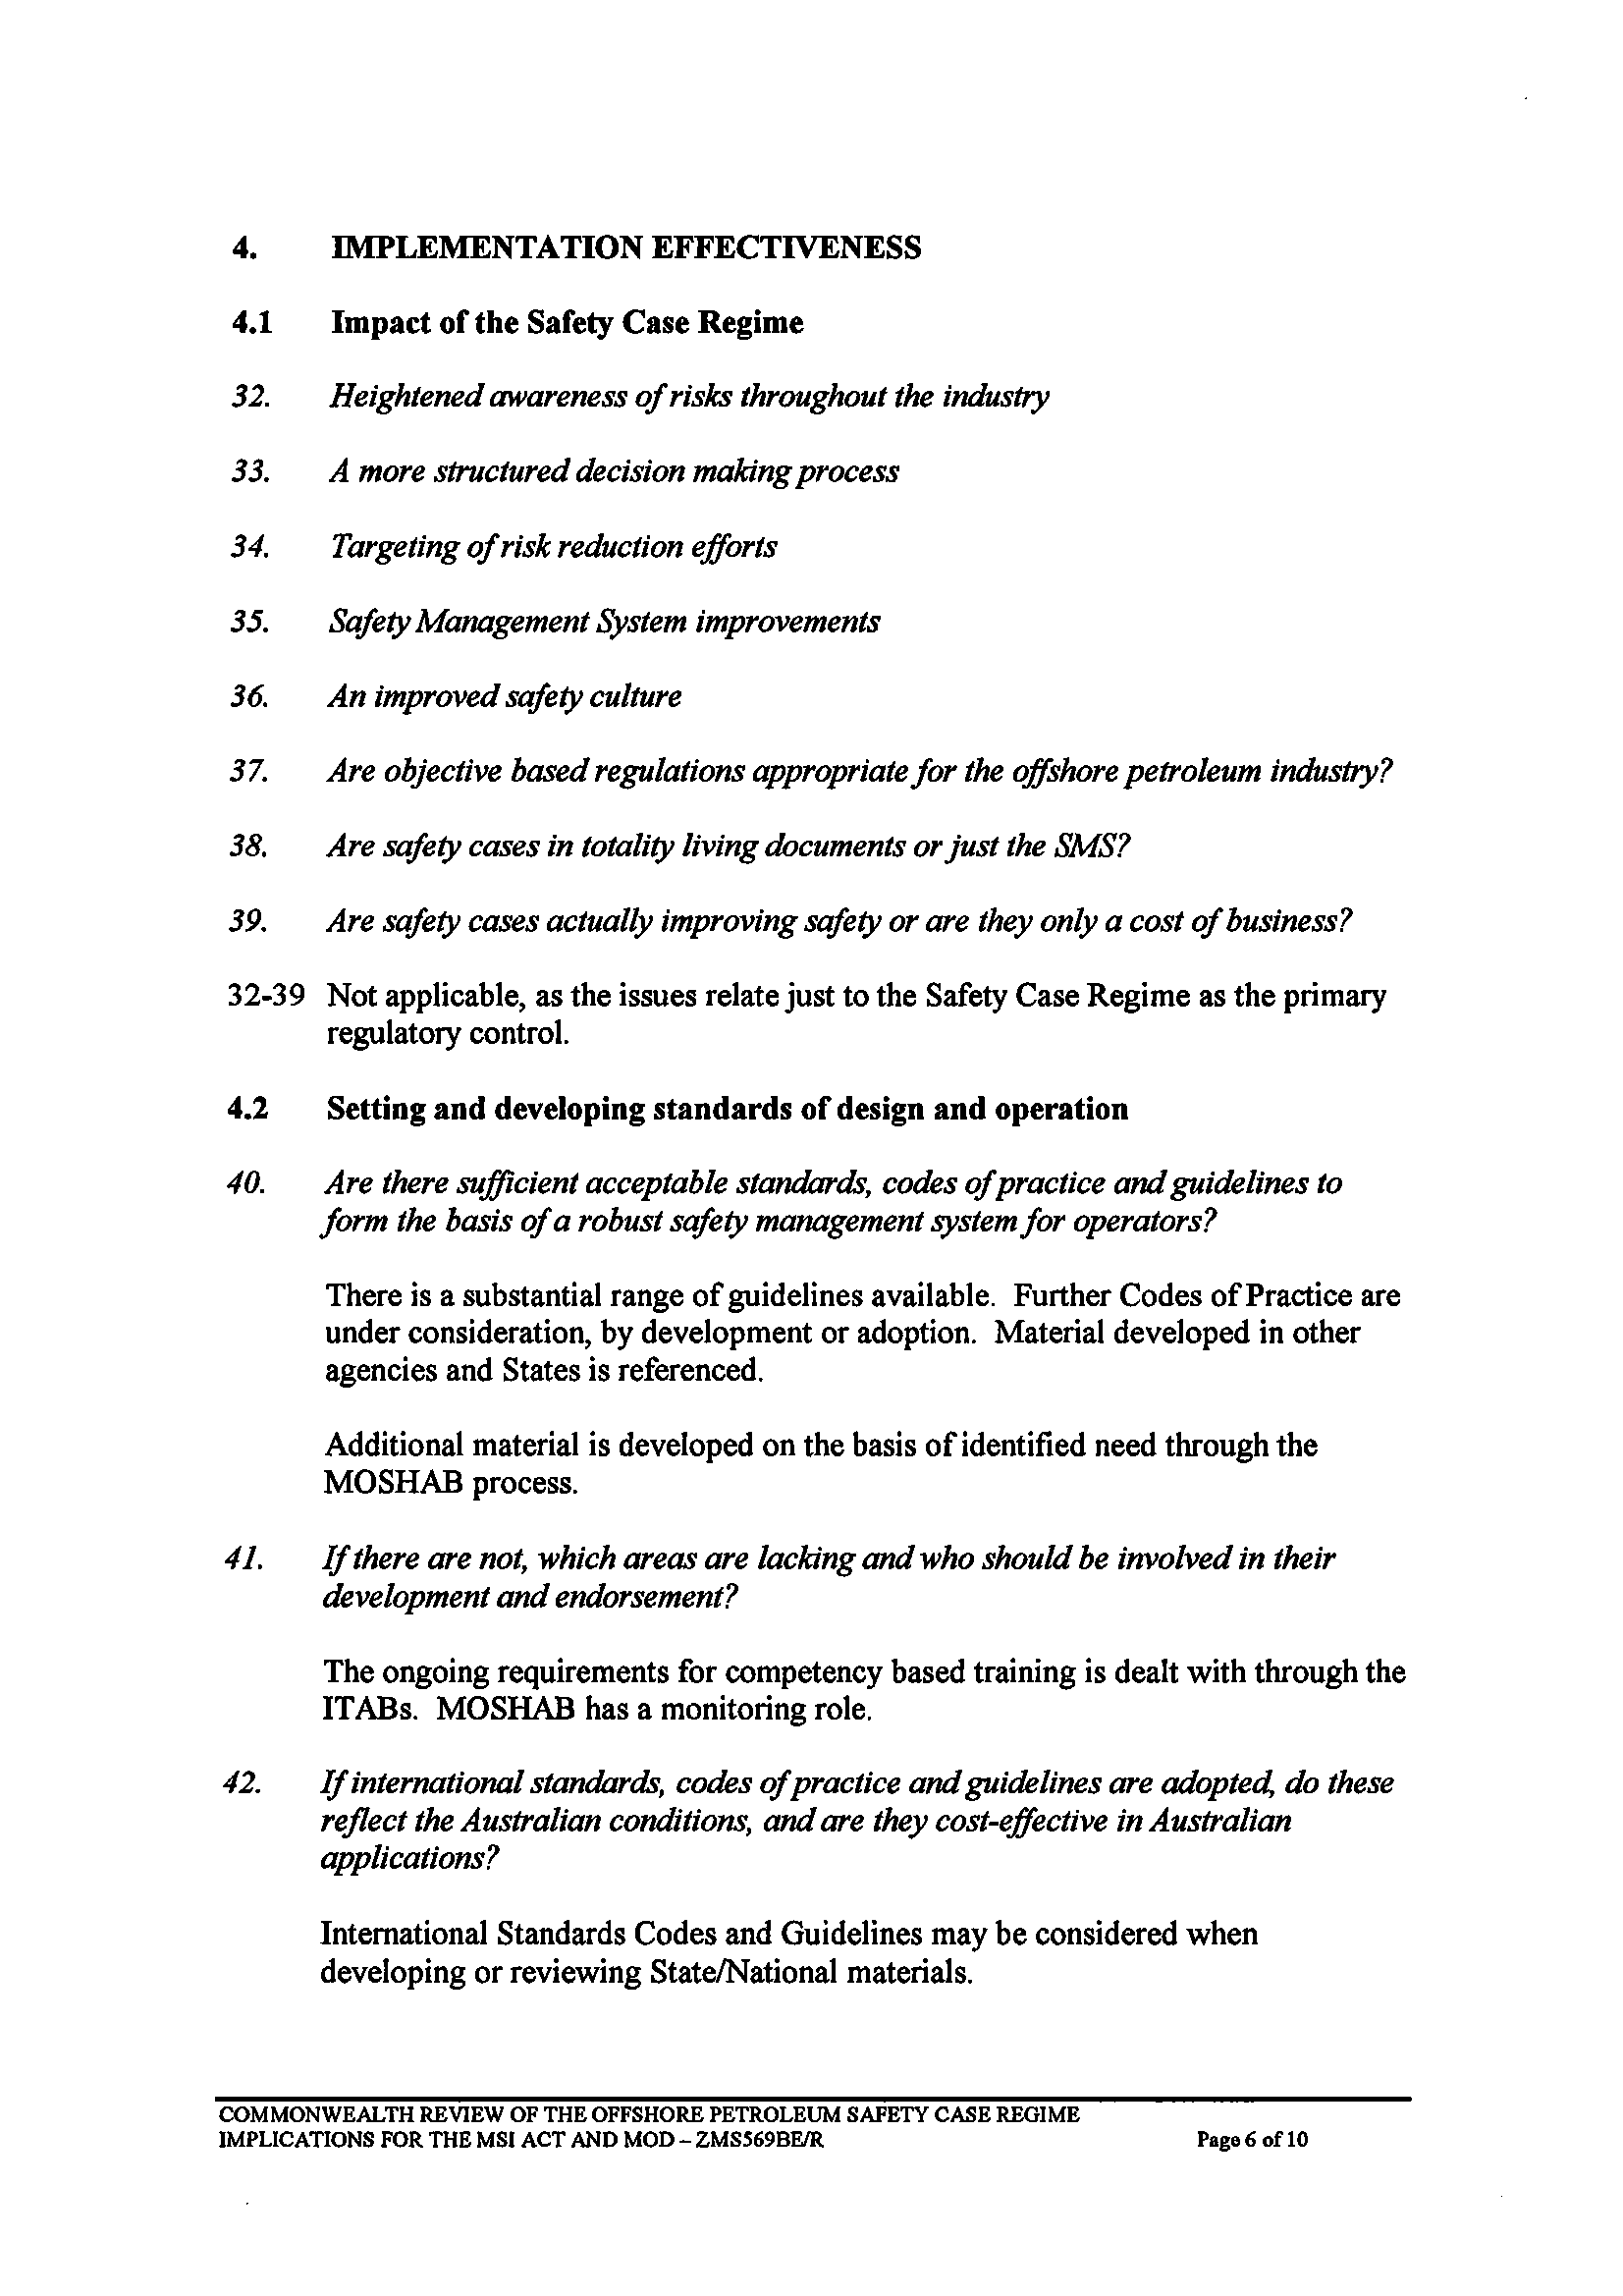 4. IMPLEMENTATION EFFECTIVENESS
4.1 Impact of the Safety Case Regime
32. Heightened awareness of risks throughout the industry
33. A more structured decision making process
34. Targeting of risk reduction efforts
35. Safety Management System improvements
36. An improved safety culture
37. Are objective based regulations appropriate for the offshore petroleum industry?
38. Are safety cases in totality living documents or just the SMS?
39. Are safety cases actually improving safety or are they only a cost of business?
32-39 Not applicable, as the issues relate just to the Safety Case Regime as the primary
regulatory control.
4.2 Setting and developing standards of design and operation
40. Are there sufficient acceptable standards, codes of practice and guidelines to
form the basis of a robust safety management system for operators?
There is a substantial range of guidelines available. Further Codes of Practice are
under consideration, by development or adoption. Material developed in other
agencies and States is referenced.
Additional material is developed on the basis of identified need through the
MOSHAB process.
41. If there are not, which areas are lacking and who should be involved in their
development and endorsement?
The ongoing requirements for competency based training is dealt with through the
ITABs. MOSHAB has a monitoring role.
42. If international standards, codes of practice and guidelines are adopted, do these
reflect the Australian conditions, and are they cost-effective in Australian
applications?
International Standards Codes and Guidelines may be considered when
developing or reviewing State/National materials.
COMMONWEALTH REVIEW OF THE OFFSHORE PETROLEUM SAFETY CASE REGIME
IMPLICATIONS FOR THE MSI ACT AND MOD – ZMS569BE/R Page 6 of 10